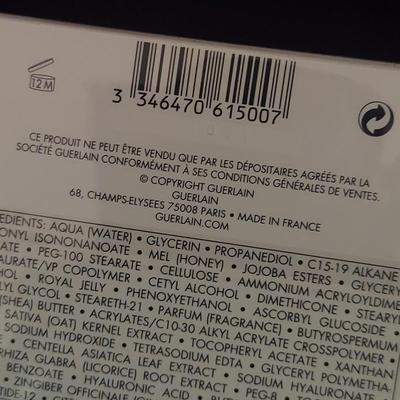 12M
3 346470 615007
CE PRODUIT NE PEUT ÊTRE VENDU QUE PAR LES DÉPOSITAIRES AGRÉÉS PAR LA
SOCIÉTÉ GUERLAIN CONFORMÉMENT À SES CONDITIONS GÉNÉRALES DE VENTES.
© COPYRIGHT GUERLAIN
GUERLAIN
68, CHAMPS-ELYSEES 75008 PARIS • MADE IN FRANCE
GUERLAIN.COM
EDIENTS: AQUA (WATER) • GLYCERIN • PROPANEDIOL • C15-19 ALKANE
ONYL ISONONANOATE • MEL (HONEY) • JOJOBA ESTERS • GLYCERY
ATE • PEG-100 STEARATE • CELLULOSE • AMMONIUM ACRYLOYLDIME
AURATE/VP COPOLYMER • CETYL ALCOHOL • DIMETHICONE • STEARYL
HOL • ROYAL JELLY • PHENOXYETHANOL • ASCORBYL GLUCOSIDE •
LYL GLYCOL • STEARETH-21 • PARFUM (FRAGRANCE) • BUTYROSPERMUM
(SHEA) BUTTER • ACRYLATES/C10-30 ALKYL ACRYLATE CROSSPOLYMER •
SATIVA (OAT) KERNEL EXTRACT • TOCOPHERYL ACETATE • XANTHAN
SODIUM HYDROXIDE • TETRASODIUM EDTA • GLYCERYL POLYMETHA
CENTELLA ASIATICA LEAF EXTRACT • SODIUM HYALURONATE •
RHIZA GLABRA (LICORICE) ROOT EXTRACT • PEG-8 •
BENZOATE • HYALURONIC ACID •
ZINGIBER OFFICINALE
TIDE-12 •